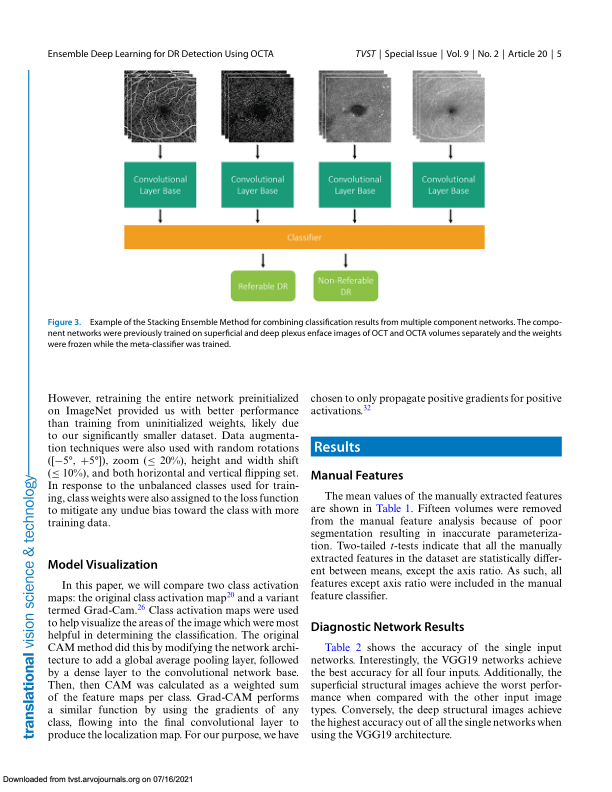 Ensemble Deep Learning for DR Detection Using OCTA
TVST | Special Issue | Vol. 9 | No. 2 | Article 20 | 5
Convolutional
Layer Base
Convolutional
Layer Base
Convolutional
Layer Base
Convolutional
Layer Base
Classifier
Referable DR
Non-Referable
DR
Figure 3. Example of the Stacking Ensemble Method for combining classification results from multiple component networks. The compo-
nent networks were previously trained on superficial and deep plexus enface images of OCT and OCTA volumes separately and the weights
were frozen while the meta-classifier was trained.
However, retraining the entire network preinitialized
on ImageNet provided us with better performance
than training from uninitialized weights, likely due
to our significantly smaller dataset. Data augmenta-
tion techniques were also used with random rotations
([−5°, +5°]), zoom (≤ 20%), height and width shift
(≤ 10%), and both horizontal and vertical flipping set.
In response to the unbalanced classes used for train-
ing, class weights were also assigned to the loss function
to mitigate any undue bias toward the class with more
training data.
Model Visualization
In this paper, we will compare two class activation
maps: the original class activation map20 and a variant
termed Grad-Cam.26 Class activation maps were used
to help visualize the areas of the image which were most
helpful in determining the classification. The original
CAM method did this by modifying the network archi-
tecture to add a global average pooling layer, followed
by a dense layer to the convolutional network base.
Then, then CAM was calculated as a weighted sum
of the feature maps per class. Grad-CAM performs
a similar function by using the gradients of any
class, flowing into the final convolutional layer to
produce the localization map. For our purpose, we have
chosen to only propagate positive gradients for positive
activations.32
Results
Manual Features
The mean values of the manually extracted features
are shown in Table 1. Fifteen volumes were removed
from the manual feature analysis because of poor
segmentation resulting in inaccurate parameteriza-
tion. Two-tailed t-tests indicate that all the manually
extracted features in the dataset are statistically differ-
ent between means, except the axis ratio. As such, all
features except axis ratio were included in the manual
feature classifier.
Diagnostic Network Results
Table 2 shows the accuracy of the single input
networks. Interestingly, the VGG19 networks achieve
the best accuracy for all four inputs. Additionally, the
superficial structural images achieve the worst perfor-
mance when compared with the other input image
types. Conversely, the deep structural images achieve
the highest accuracy out of all the single networks when
using the VGG19 architecture.
translational vision science & technology
Downloaded from tvst.arvojournals.org on 07/16/2021